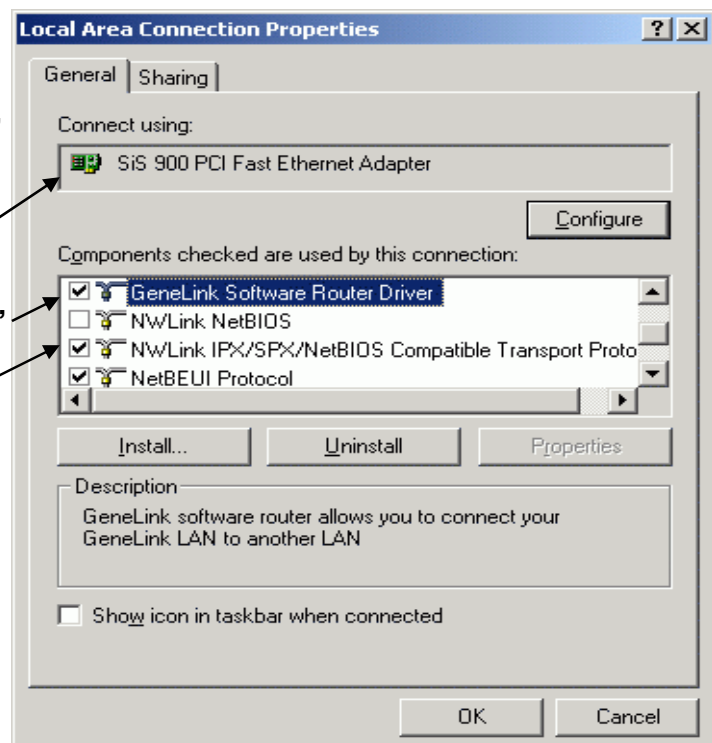 Local Area Connection Properties
General
Sharing
Connect using:
SiS 900 PCI Fast Ethernet Adapter
Configure
Components checked are used by this connection:
GeneLink Software Router Driver
NWLink NetBIOS
NWLink IPX/SPX/NetBIOS Compatible Transport Proto
NetBEUI Protocol
Install...
Uninstall
Properties
Description
GeneLink software router allows you to connect your
GeneLink LAN to another LAN
Show icon in taskbar when connected
OK
Cancel